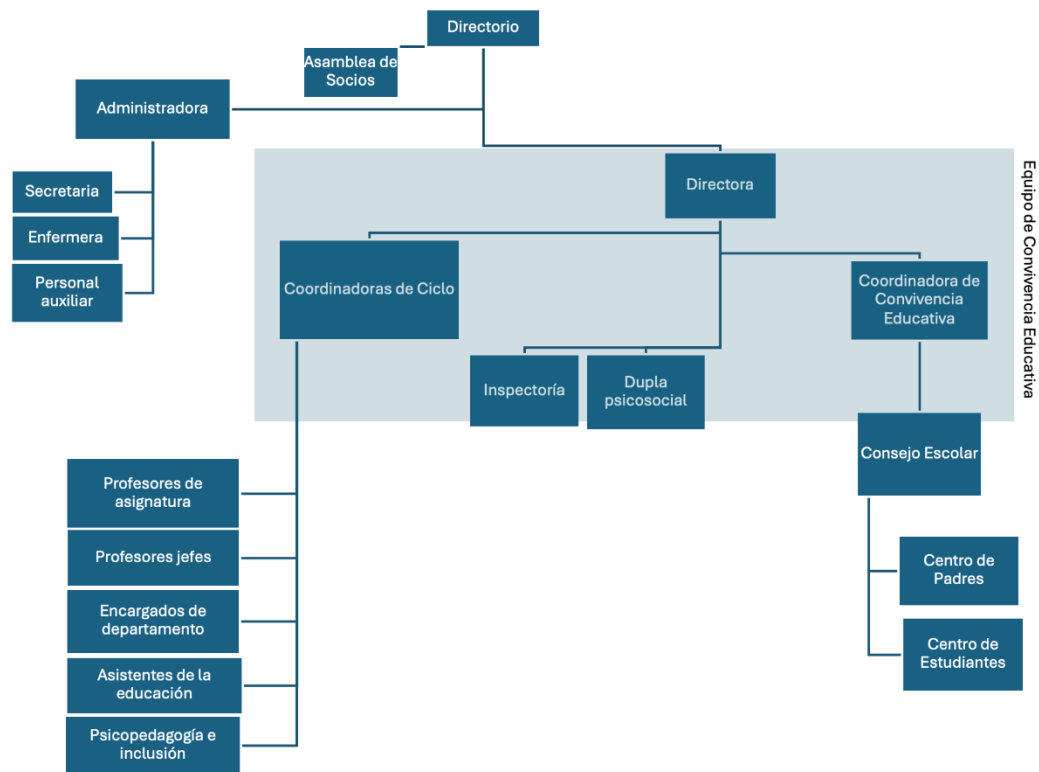 Directorio
Asamblea de
Socios
Administradora
Secretaria
Enfermera
Personal
auxiliar
Directora
Coordinadoras de Ciclo
Coordinadora de
Convivencia
Educativa
Inspectoría
Dupla
psicosocial
Equipo de Convivencia Educativa
Consejo Escolar
Profesores de
asignatura
Profesores jefes
Encargados de
departamento
Asistentes de la
educación
Psicopedagogía e
inclusión
Centro de
Padres
Centro de
Estudiantes